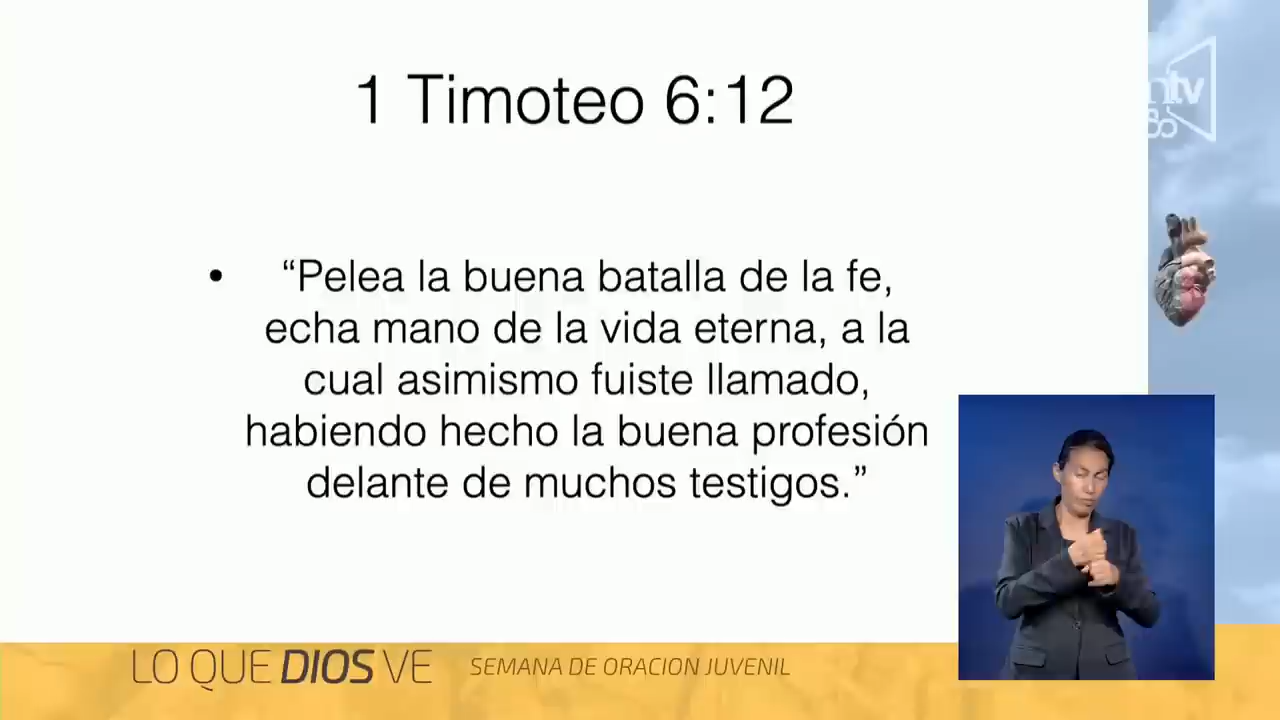 1 Timoteo 6:12
• “Pelea la buena batalla de la fe,
echa mano de la vida eterna, a la
cual asimismo fuiste llamado,
habiendo hecho la buena profesión
delante de muchos testigos.”
LO QUE DIOS VE
SEMANA DE ORACION JUVENIL